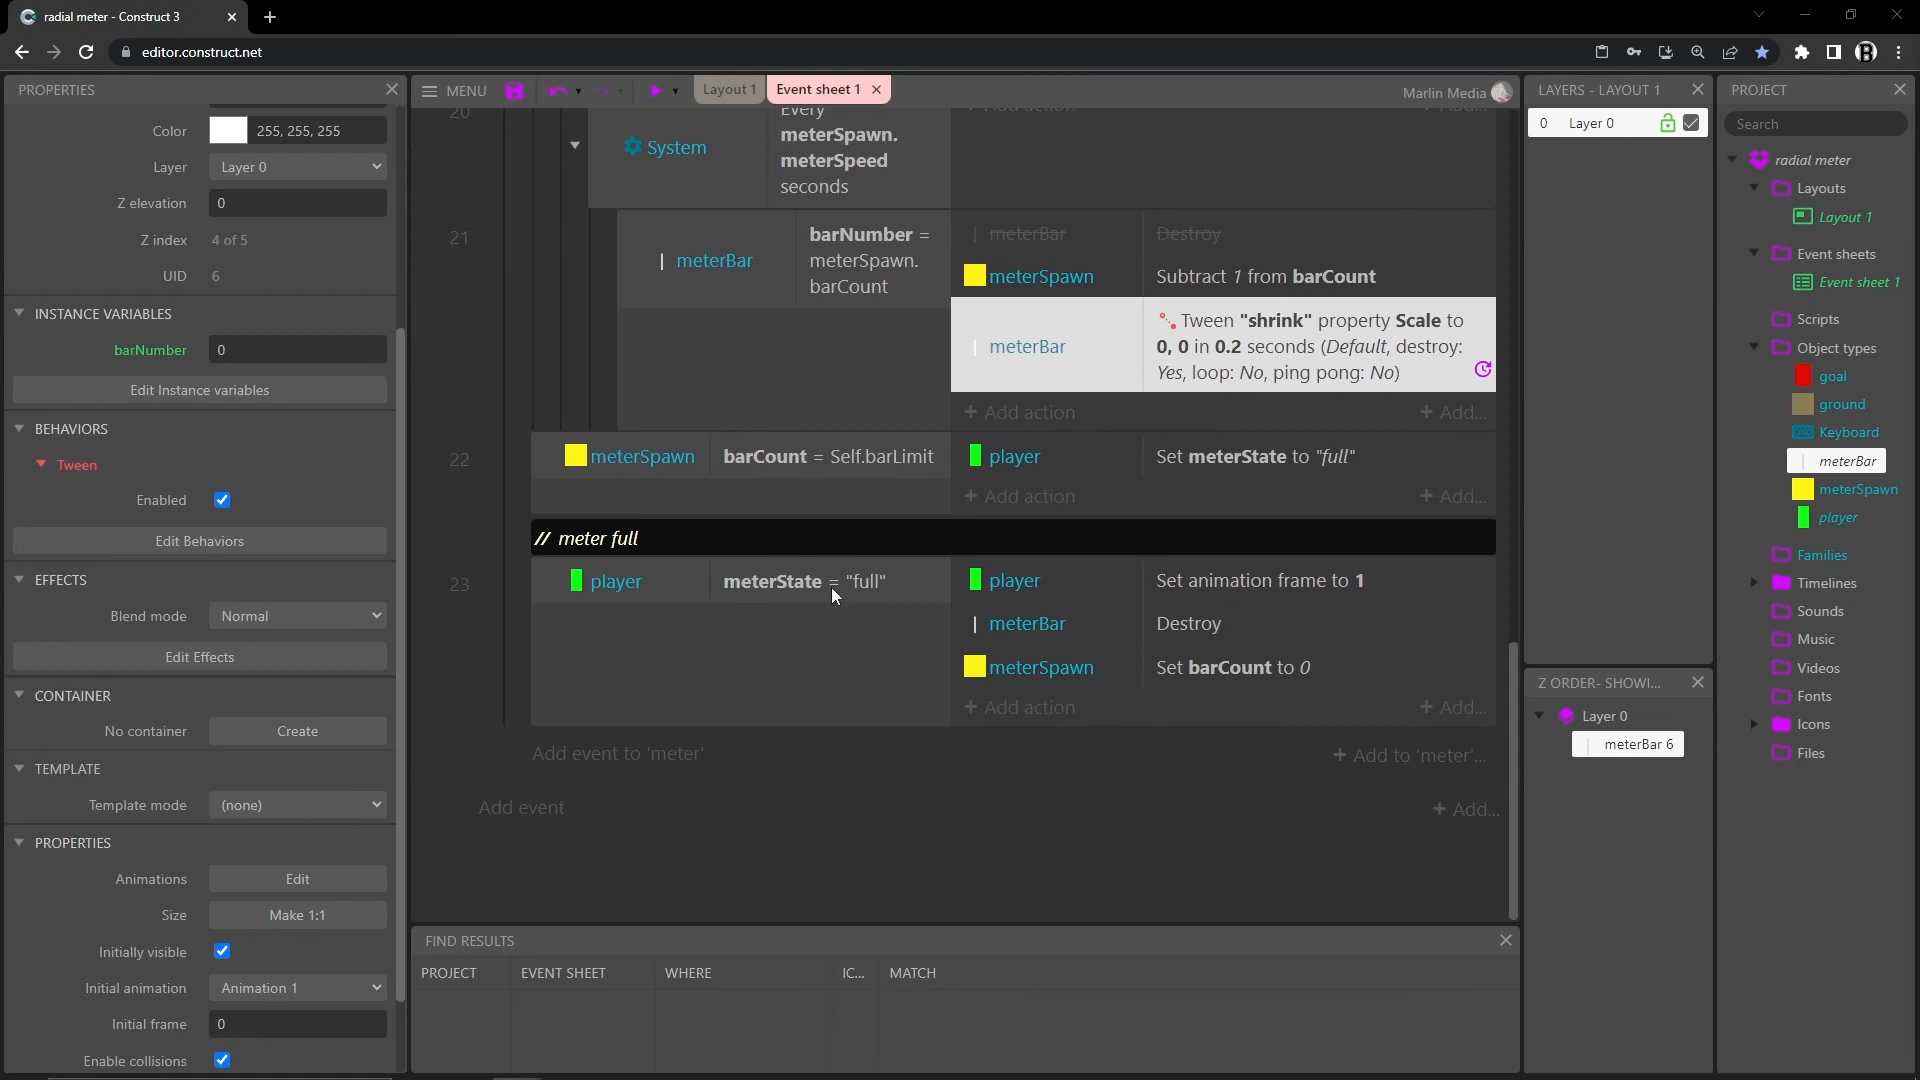 radial meter - Construct 3
editor.construct.net
PROPERTIES
Color
255, 255, 255
Layer
Layer 0
Z elevation
0
Z index
4 of 5
UID
6
INSTANCE VARIABLES
barNumber
0
Edit Instance variables
BEHAVIORS
Tween
Enabled
Edit Behaviors
EFFECTS
Blend mode
Normal
Edit Effects
CONTAINER
No container
Create
TEMPLATE
Template mode
(none)
PROPERTIES
Animations
Edit
Size
Make 1:1
Initially visible
Initial animation
Animation 1
Initial frame
0
Enable collisions
MENU
Layout 1
Event sheet 1
Marlin Media
20
System
Every
meterSpawn.
meterSpeed
seconds
+ Add action
+ Add...
21
meterBar
barNumber =
meterSpawn.
barCount
meterBar
Destroy
meterSpawn
Subtract 1 from barCount
meterBar
Tween "shrink" property Scale to
0, 0 in 0.2 seconds (Default, destroy:
Yes, loop: No, ping pong: No)
+ Add action
+ Add...
22
meterSpawn
barCount = Self.barLimit
player
Set meterState to "full"
+ Add action
+ Add...
// meter full
23
player
meterState = "full"
player
Set animation frame to 1
meterBar
Destroy
meterSpawn
Set barCount to 0
+ Add action
+ Add...
Add event to 'meter'
+ Add to 'meter'...
Add event
+ Add...
FIND RESULTS
PROJECT
EVENT SHEET
WHERE
IC...
MATCH
LAYERS - LAYOUT 1
0
Layer 0
Z ORDER- SHOWI...
Layer 0
meterBar 6
PROJECT
Search
radial meter
Layouts
Layout 1
Event sheets
Event sheet 1
Scripts
Object types
goal
ground
Keyboard
meterBar
meterSpawn
player
Families
Timelines
Sounds
Music
Videos
Fonts
Icons
Files